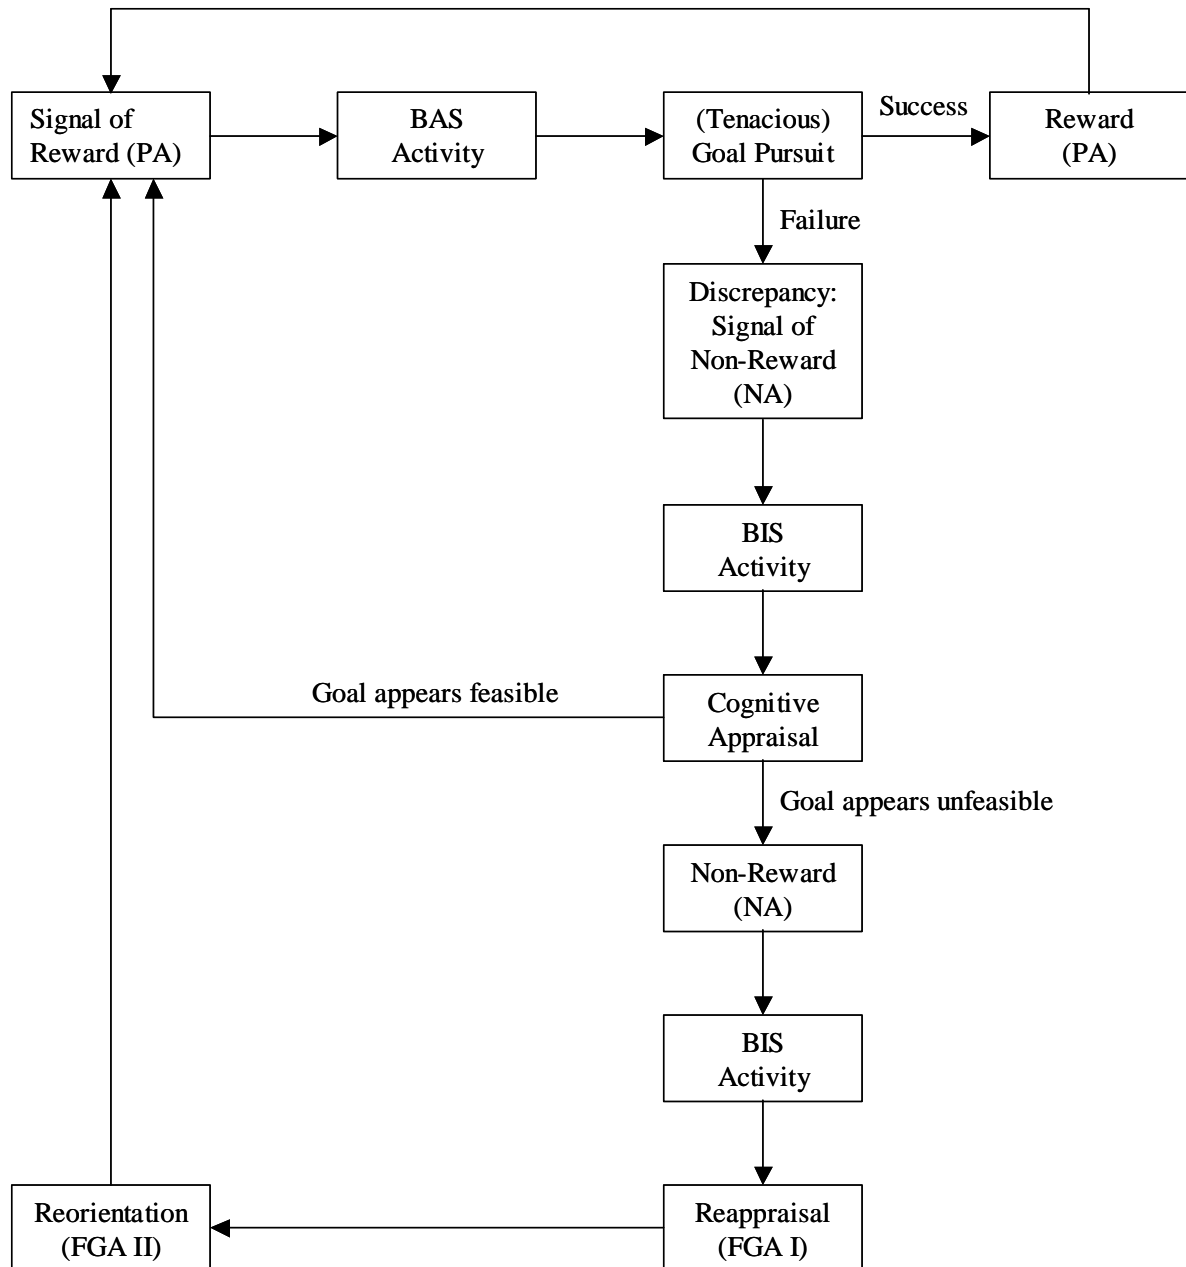 Signal of
Reward (PA)
BAS
Activity
(Tenacious)
Goal Pursuit
Success
Reward
(PA)
Failure
Discrepancy:
Signal of
Non-Reward
(NA)
BIS
Activity
Goal appears feasible
Cognitive
Appraisal
Goal appears unfeasible
Non-Reward
(NA)
BIS
Activity
Reorientation
(FGA II)
Reappraisal
(FGA I)